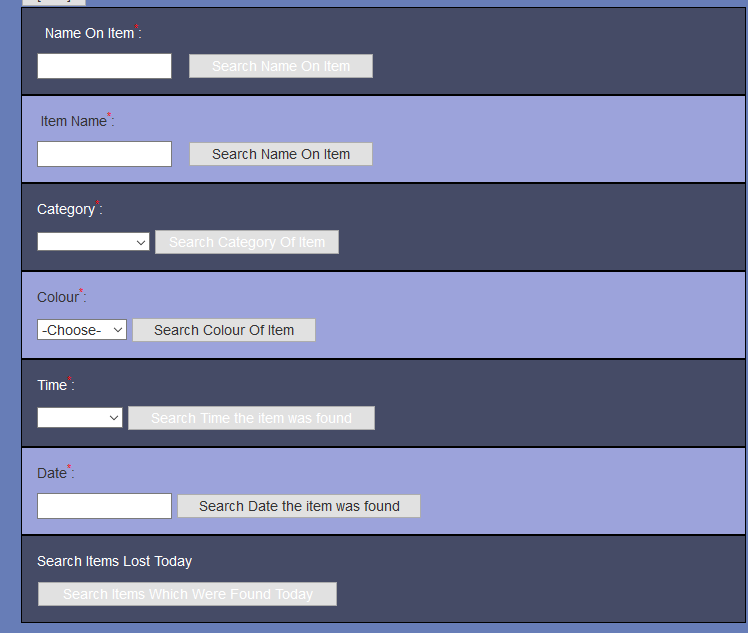 Name On Item*:
Search Name On Item
Item Name*:
Search Name On Item
Category*:
Search Category Of Item
Colour*:
-Choose-
Search Colour Of Item
Time*:
Search Time the item was found
Date*:
Search Date the item was found
Search Items Lost Today
Search Items Which Were Found Today